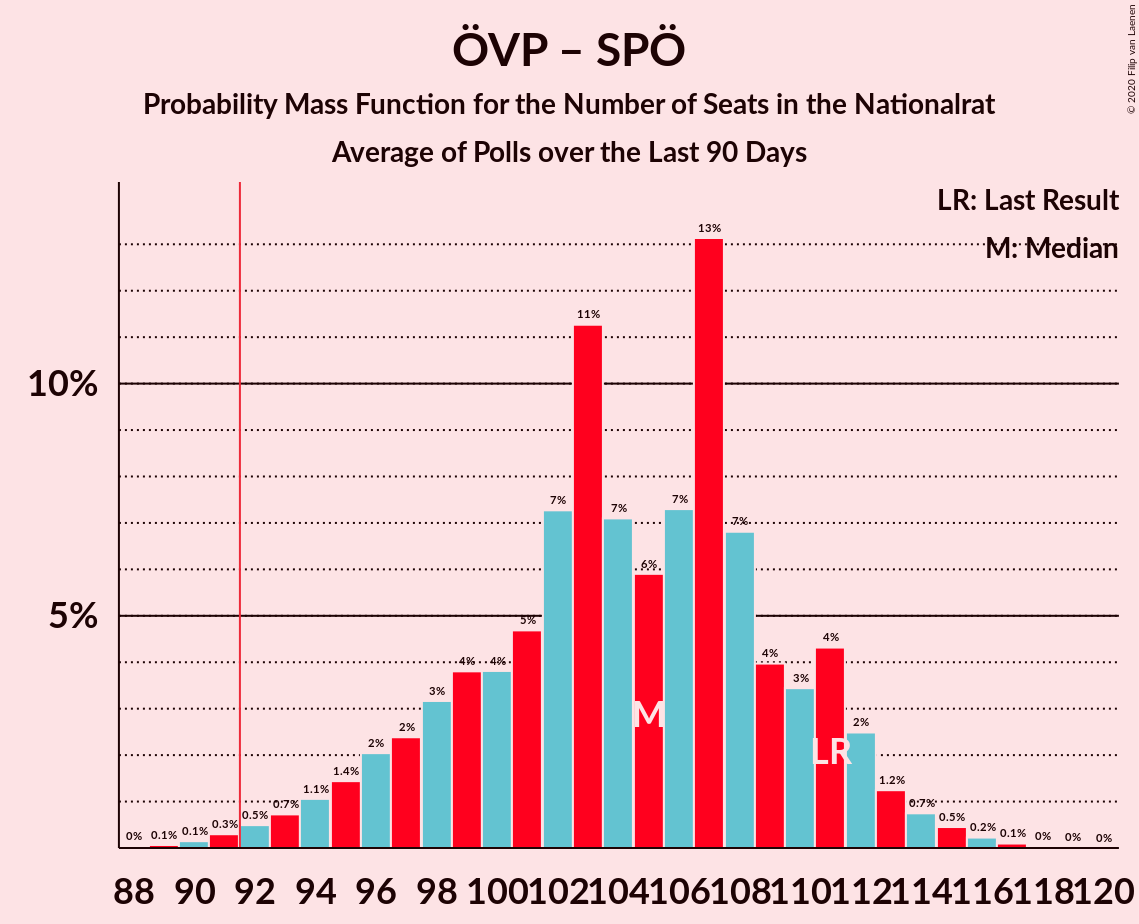 ÖVP – SPÖ
Probability Mass Function for the Number of Seats in the Nationalrat
Average of Polls over the Last 90 Days
© 2020 Filip van Laenen
LR: Last Result
M: Median
10%
5%
0% 0.1% 0.1% 0.3% 0.5% 0.7% 1.1% 1.4% 2% 2% 3% 4% 4% 5% 7% 11% 7% 6% 7% 13% 7% 4% 3% 4% 2% 1.2% 0.7% 0.5% 0.2% 0.1% 0% 0% 0%
M
LR
88 90 92 94 96 98 100 102 104 106 108 110 112 114 116 118 120